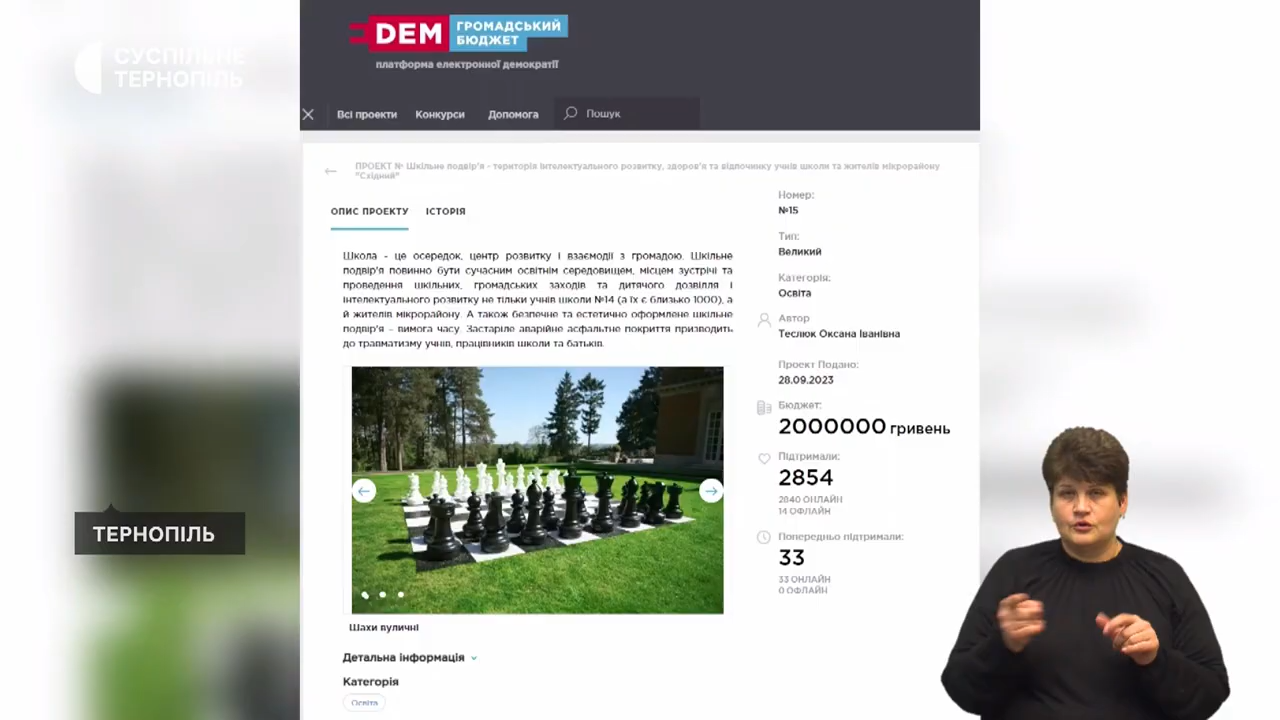 СУСПІЛЬНЕ
ТЕРНОПІЛЬ
DEM
ГРОМАДСЬКИЙ
БЮДЖЕТ
платформа електронної демократії
Всі проекти
Конкурси
Допомога
Пошук
ПРОЕКТ № Шкільне подвір'я - територія інтелектуального розвитку, здоров'я та відпочинку учнів школи та жителів мікрорайону
"Східний"
ОПИС ПРОЕКТУ
ІСТОРІЯ
Школа - це осередок, центр розвитку і взаємодії з громадою. Шкільне
подвір'я повинно бути сучасним освітнім середовищем, місцем зустрічі та
проведення шкільних, громадських заходів та дитячого дозвілля і
інтелектуального розвитку не тільки учнів школи №14 (а їх є близько 1000), а
й жителів мікрорайону. А також безпечне та естетично оформлене шкільне
подвір'я – вимога часу. Застаріле аварійне асфальтне покриття призводить
до травматизму учнів, працівників школи та батьків.
Шахи вуличні
Детальна інформація
Категорія
Освіта
Номер:
№15
Тип:
Великий
Категорія:
Освіта
Автор
Теслюк Оксана Іванівна
Проект Подано:
28.09.2023
Бюджет:
2000000 гривень
Підтримали:
2854
2840 ОНЛАЙН
14 ОФЛАЙН
Попередньо підтримали:
33
33 ОНЛАЙН
0 ОФЛАЙН
ТЕРНОПІЛЬ